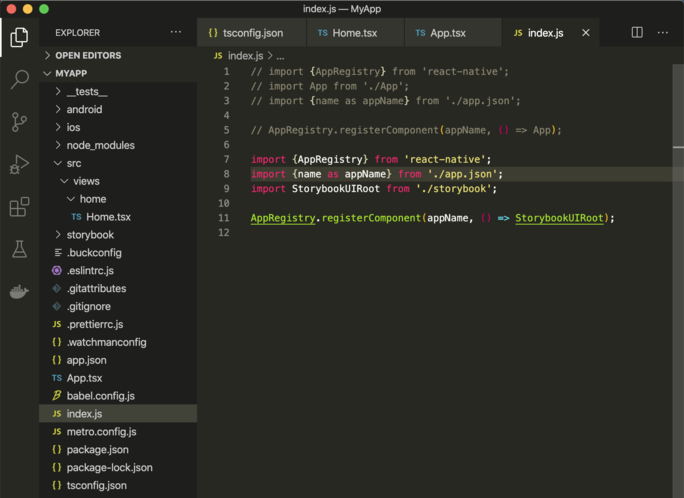 index.js — MyApp
EXPLORER ...
{} tsconfig.json TS Home.tsx TS App.tsx JS index.js
OPEN EDITORS
JS index.js > ...
MYAPP
__tests__
android
ios
node_modules
src
views
home
TS Home.tsx
storybook
.buckconfig
.eslintrc.js
.gitattributes
.gitignore
JS .prettierrc.js
{} .watchmanconfig
{} app.json
TS App.tsx
babel.config.js
JS index.js
JS metro.config.js
{} package.json
{} package-lock.json
{} tsconfig.json
1 // import {AppRegistry} from 'react-native';
2 // import App from './App';
3 // import {name as appName} from './app.json';
4
5 // AppRegistry.registerComponent(appName, () => App);
6
7 import {AppRegistry} from 'react-native';
8 import {name as appName} from './app.json';
9 import StorybookUIRoot from './storybook';
10
11 AppRegistry.registerComponent(appName, () => StorybookUIRoot);
12